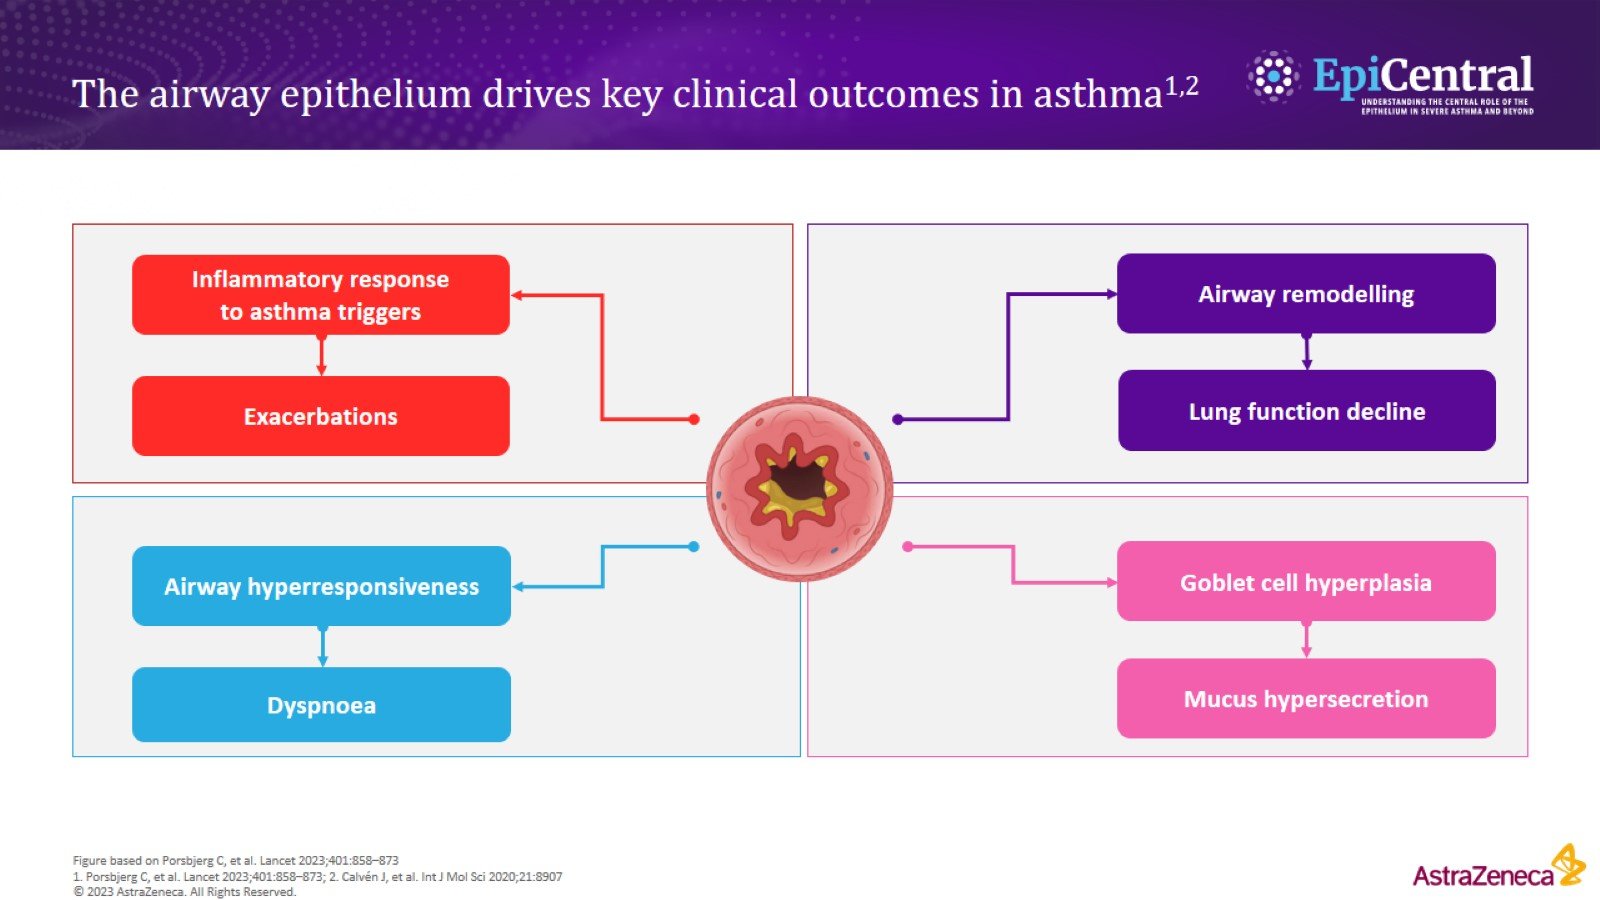 The airway epithelium drives key clinical outcomes in asthma1,2
EpiCentral
UNDERSTANDING THE CENTRAL ROLE OF THE
EPITHELIUM IN SEVERE ASTHMA AND BEYOND
Inflammatory response
to asthma triggers
Exacerbations
Airway remodelling
Lung function decline
Airway hyperresponsiveness
Dyspnoea
Goblet cell hyperplasia
Mucus hypersecretion
Figure based on Porsbjerg C, et al. Lancet 2023;401:858–873
1. Porsbjerg C, et al. Lancet 2023;401:858–873; 2. Calvén J, et al. Int J Mol Sci 2020;21:8907
© 2023 AstraZeneca. All Rights Reserved.
AstraZeneca